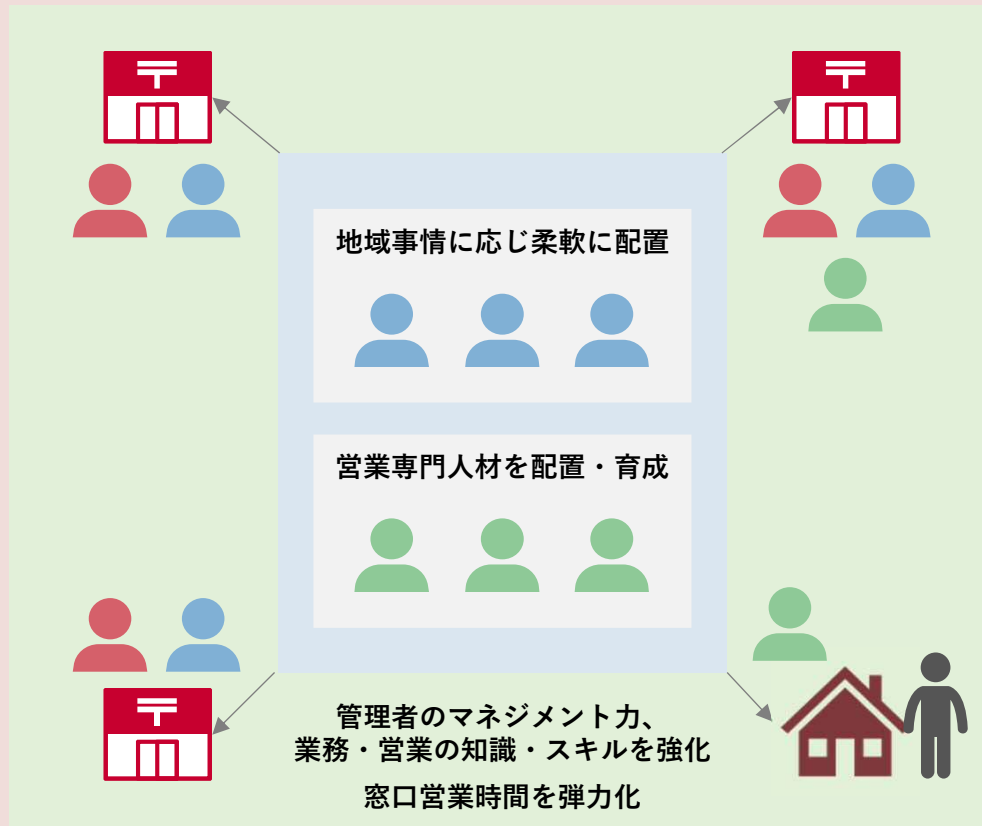 地域事情に応じ柔軟に配置
営業専門人材を配置・育成
管理者のマネジメント力、
業務・営業の知識・スキルを強化
窓口営業時間を弾力化